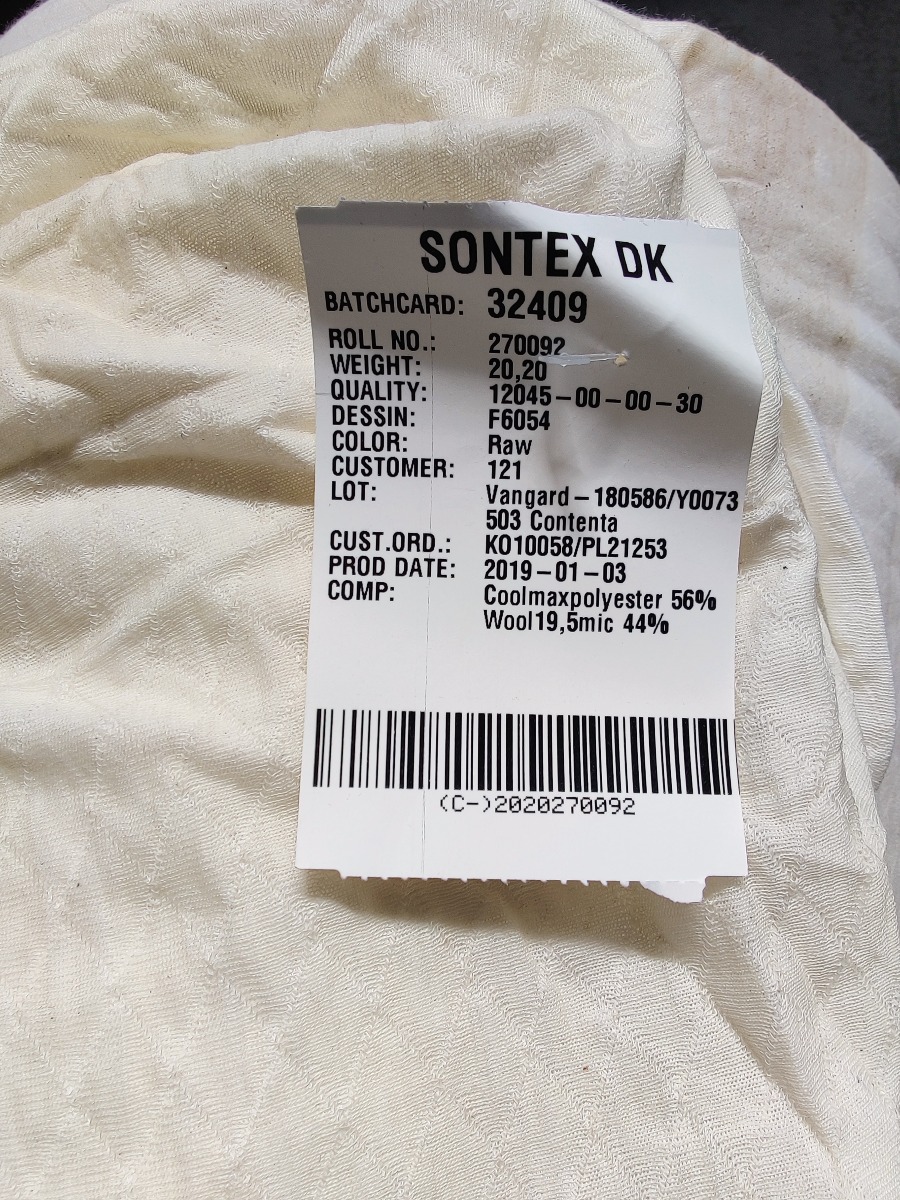 SONTEX DK
BATCHCARD: 32409
ROLL NO.: 270092
WEIGHT: 20,20
QUALITY: 12045-00-00-30
DESSIN: F6054
COLOR: Raw
CUSTOMER: 121
LOT: Vangard-180586/Y0073
503 Contenta
CUST.ORD.: KO10058/PL21253
PROD DATE: 2019-01-03
COMP: Coolmaxpolyester 56%
Wool19,5mic 44%
(C-)2020270092